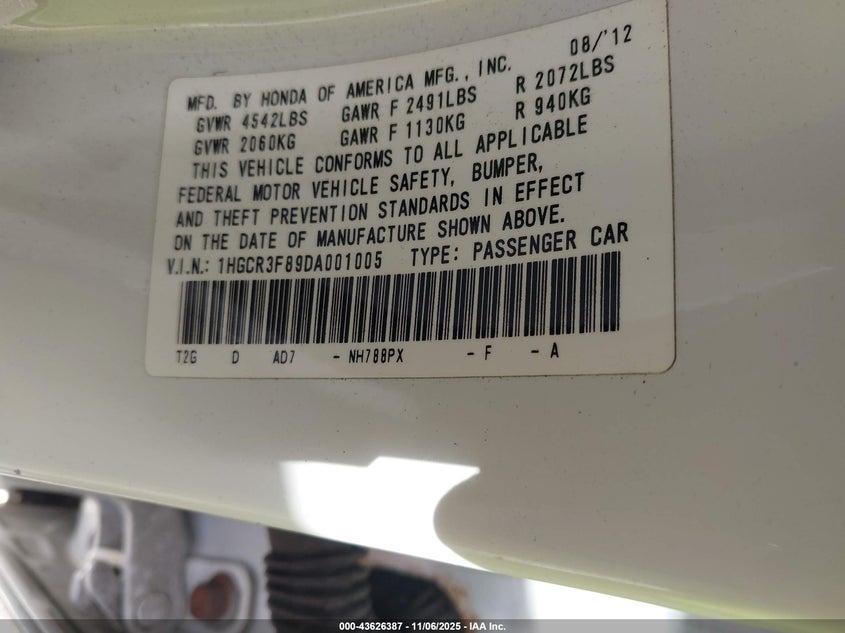 08/'12
MFD. BY HONDA OF AMERICA MFG., INC.
GVWR 4542LBS GAWR F 2491LBS R 2072LBS
GVWR 2060KG GAWR F 1130KG R 940KG
THIS VEHICLE CONFORMS TO ALL APPLICABLE
FEDERAL MOTOR VEHICLE SAFETY, BUMPER,
AND THEFT PREVENTION STANDARDS IN EFFECT
ON THE DATE OF MANUFACTURE SHOWN ABOVE.
V.I.N.: 1HGCR3F89DA001005 TYPE: PASSENGER CAR
T2G D AD7 - NH788PX - F - A
000-43626387 - 11/06/2025 - IAA Inc.